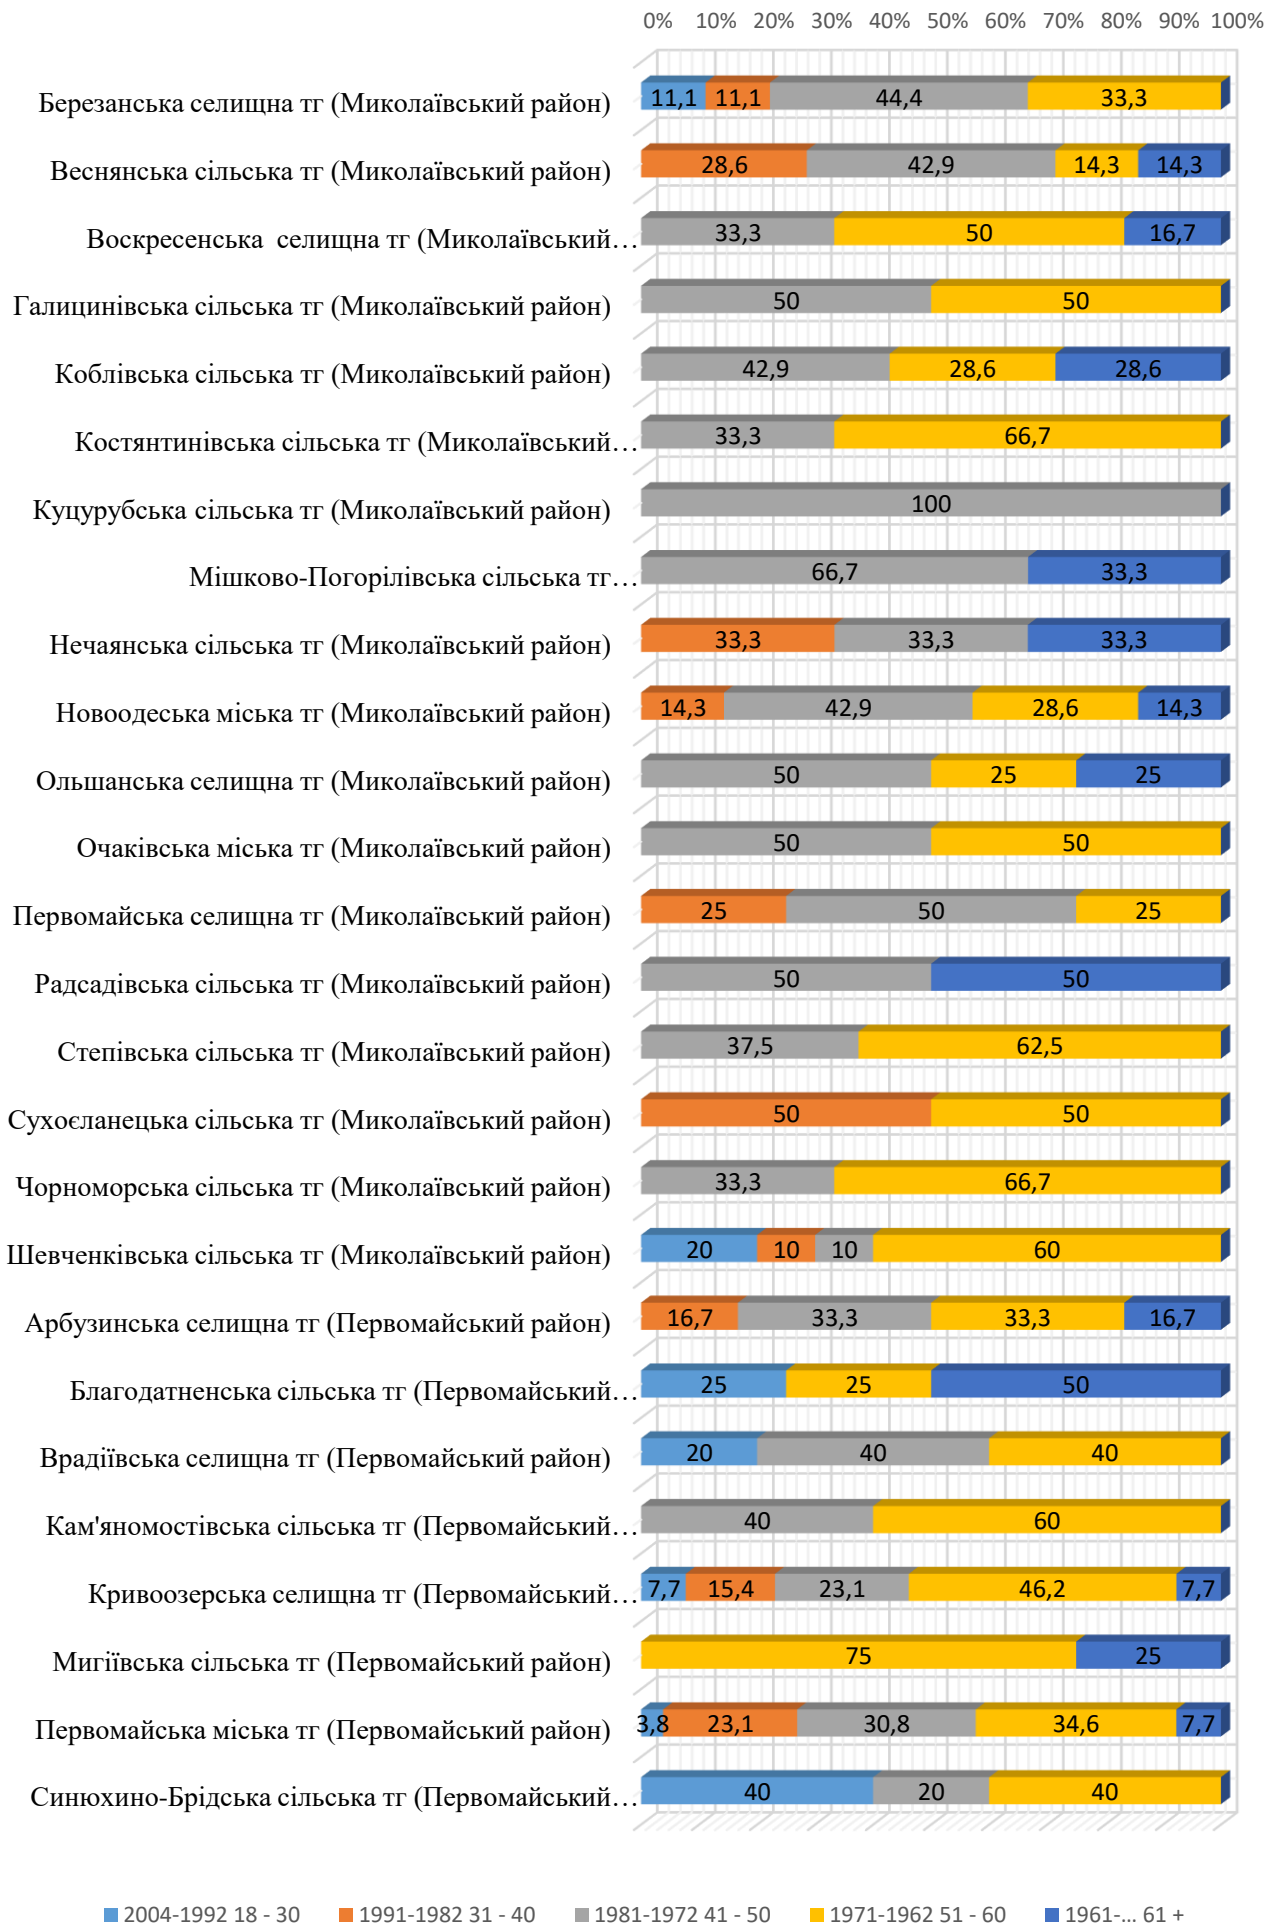 0% 10% 20% 30% 40% 50% 60% 70% 80% 90% 100%
Березанська селищна тг (Миколаївський район) 11,1 11,1 44,4 33,3
Веснянська сільська тг (Миколаївський район) 28,6 42,9 14,3 14,3
Воскресенська селищна тг (Миколаївський… 33,3 50 16,7
Галицинівська сільська тг (Миколаївський район) 50 50
Коблівська сільська тг (Миколаївський район) 42,9 28,6 28,6
Костянтинівська сільська тг (Миколаївський… 33,3 66,7
Куцурубська сільська тг (Миколаївський район) 100
Мішково-Погорілівська сільська тг… 66,7 33,3
Нечаянська сільська тг (Миколаївський район) 33,3 33,3 33,3
Новоодеська міська тг (Миколаївський район) 14,3 42,9 28,6 14,3
Ольшанська селищна тг (Миколаївський район) 50 25 25
Очаківська міська тг (Миколаївський район) 50 50
Первомайська селищна тг (Миколаївський район) 25 50 25
Радсадівська сільська тг (Миколаївський район) 50 50
Степівська сільська тг (Миколаївський район) 37,5 62,5
Сухоєланецька сільська тг (Миколаївський район) 50 50
Чорноморська сільська тг (Миколаївський район) 33,3 66,7
Шевченківська сільська тг (Миколаївський район) 20 10 10 60
Арбузинська селищна тг (Первомайський район) 16,7 33,3 33,3 16,7
Благодатненська сільська тг (Первомайський… 25 25 50
Врадіївська селищна тг (Первомайський район) 20 40 40
Кам'яномостівська сільська тг (Первомайський… 40 60
Кривоозерська селищна тг (Первомайський… 7,7 15,4 23,1 46,2 7,7
Мигіївська сільська тг (Первомайський район) 75 25
Первомайська міська тг (Первомайський район) 3,8 23,1 30,8 34,6 7,7
Синюхино-Брідська сільська тг (Первомайський… 40 20 40
2004-1992 18 - 30 1991-1982 31 - 40 1981-1972 41 - 50 1971-1962 51 - 60 1961-... 61 +